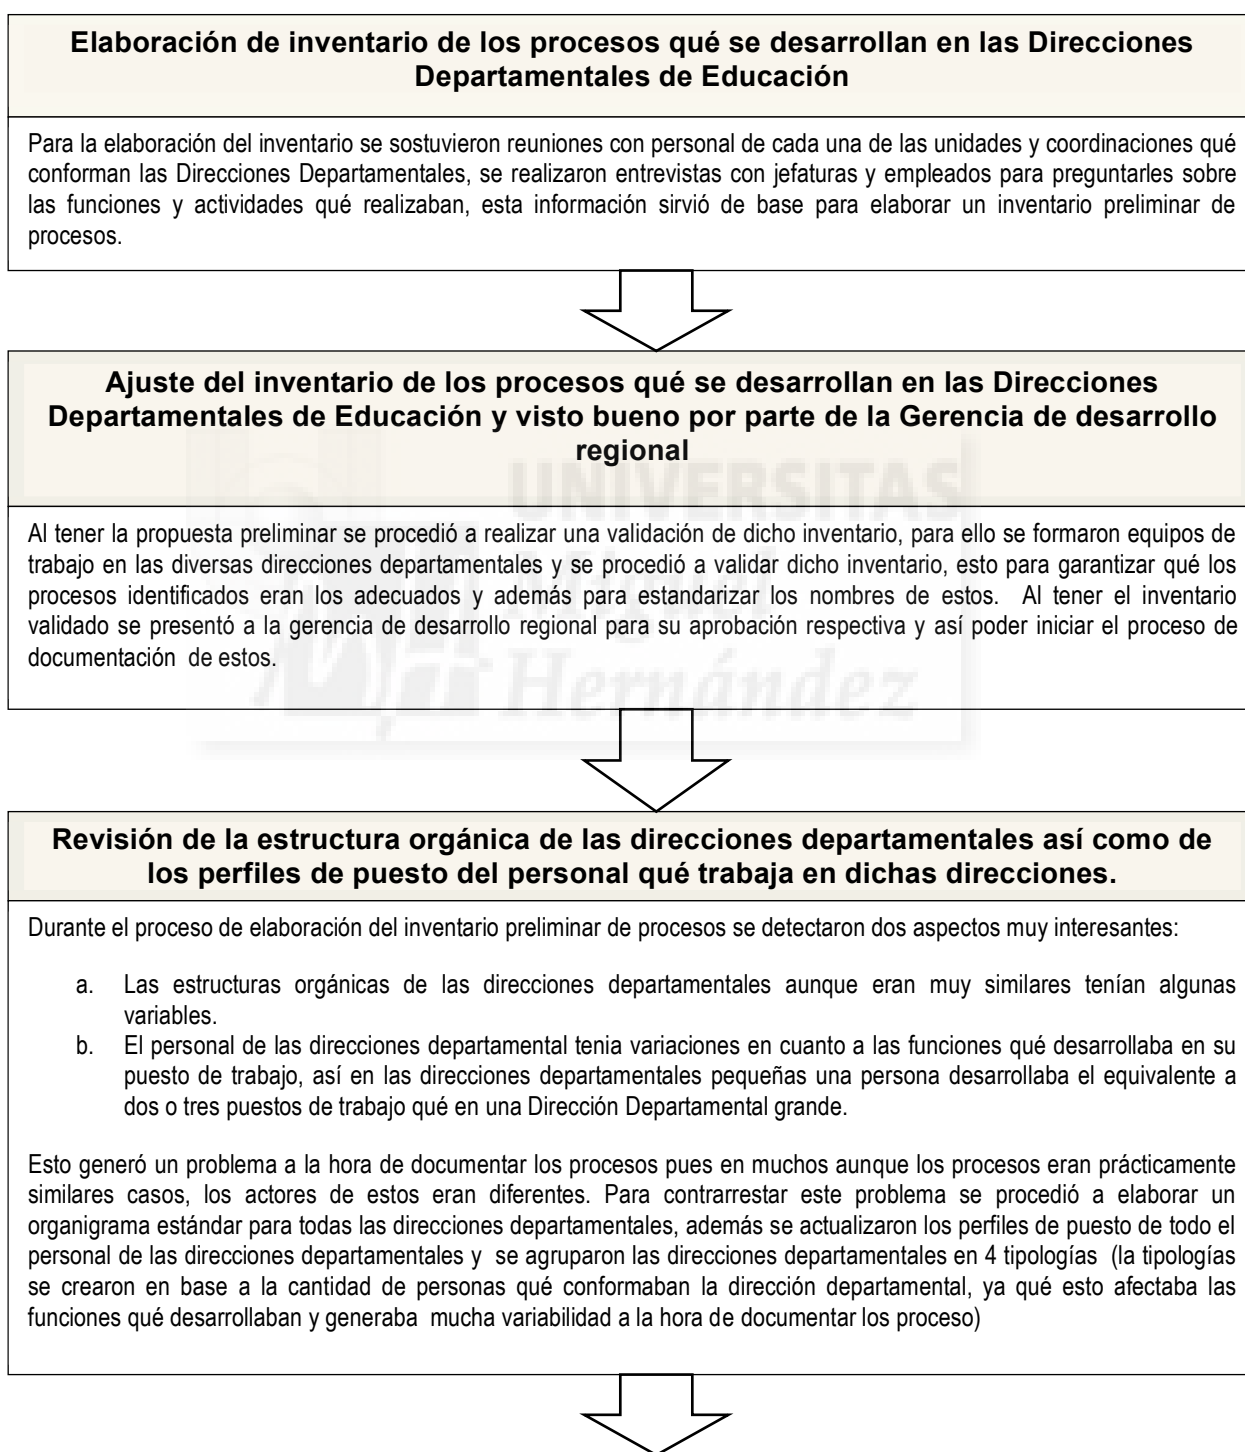 Elaboración de inventario de los procesos qué se desarrollan en las Direcciones
Departamentales de Educación
Para la elaboración del inventario se sostuvieron reuniones con personal de cada una de las unidades y coordinaciones qué
conforman las Direcciones Departamentales, se realizaron entrevistas con jefaturas y empleados para preguntarles sobre
las funciones y actividades qué realizaban, esta información sirvió de base para elaborar un inventario preliminar de
procesos.
Ajuste del inventario de los procesos qué se desarrollan en las Direcciones
Departamentales de Educación y visto bueno por parte de la Gerencia de desarrollo
regional
UNIVERSITAS
Al tener la propuesta preliminar se procedió a realizar una validación de dicho inventario, para ello se formaron equipos de
trabajo en las diversas direcciones departamentales y se procedió a validar dicho inventario, esto para garantizar qué los
Miguel
procesos identificados eran los adecuados y además para estandarizar los nombres de estos. Al tener el inventario
validado se presentó a la gerencia de desarrollo regional para su aprobación respectiva y así poder iniciar el proceso de
documentación de estos.
Hernández
Revisión de la estructura orgánica de las direcciones departamentales así como de
los perfiles de puesto del personal qué trabaja en dichas direcciones.
Durante el proceso de elaboración del inventario preliminar de procesos se detectaron dos aspectos muy interesantes:
a. Las estructuras orgánicas de las direcciones departamentales aunque eran muy similares tenían algunas
variables.
b. El personal de las direcciones departamental tenia variaciones en cuanto a las funciones qué desarrollaba en su
puesto de trabajo, así en las direcciones departamentales pequeñas una persona desarrollaba el equivalente a
dos o tres puestos de trabajo qué en una Dirección Departamental grande.
Esto generó un problema a la hora de documentar los procesos pues en muchos aunque los procesos eran prácticamente
similares casos, los actores de estos eran diferentes. Para contrarrestar este problema se procedió a elaborar un
organigrama estándar para todas las direcciones departamentales, además se actualizaron los perfiles de puesto de todo el
personal de las direcciones departamentales y se agruparon las direcciones departamentales en 4 tipologías (la tipologías
se crearon en base a la cantidad de personas qué conformaban la dirección departamental, ya qué esto afectaba las
funciones qué desarrollaban y generaba mucha variabilidad a la hora de documentar los proceso)